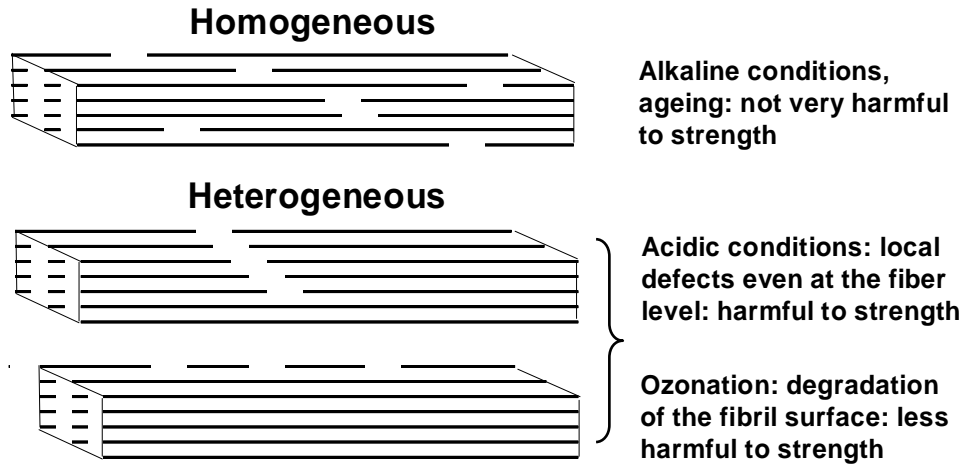 Homogeneous
Alkaline conditions,
ageing: not very harmful
to strength
Heterogeneous
Acidic conditions: local
defects even at the fiber
level: harmful to strength
Ozonation: degradation
of the fibril surface: less
harmful to strength